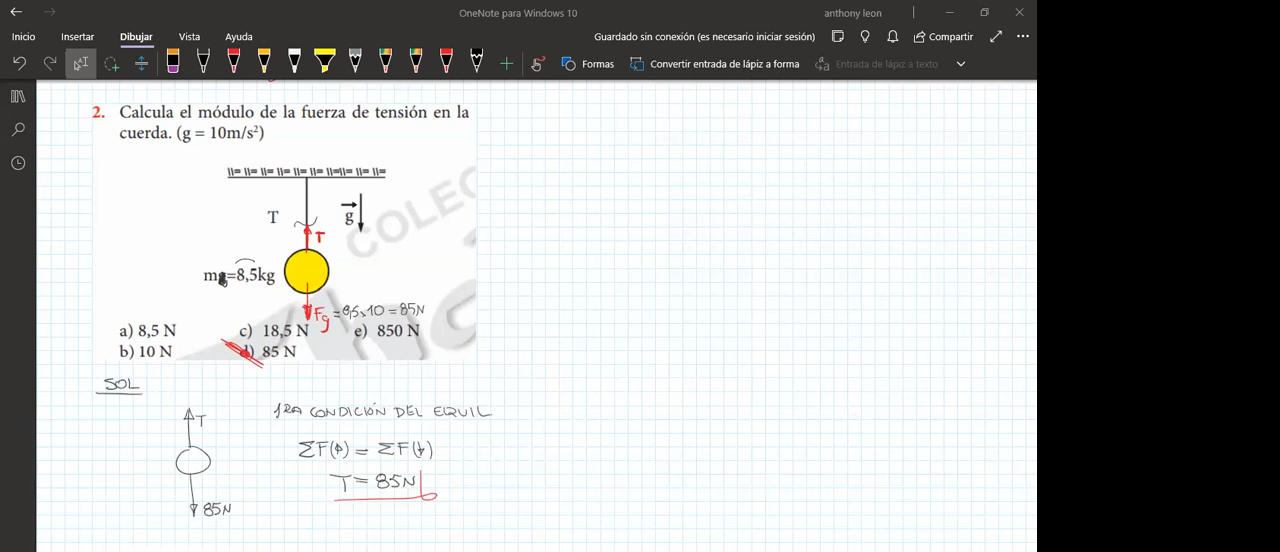 OneNote para Windows 10
anthony leon
Inicio Insertar Dibujar Vista Ayuda
Guardado sin conexión (es necesario iniciar sesión)
Compartir
Formas
Convertir entrada de lápiz a forma
Entrada de lápiz a texto
2. Calcula el módulo de la fuerza de tensión en la
cuerda. (g = 10m/s²)
T
g
T
=8,5kg
Fg = 8,5x10 = 85N
a) 8,5 N c) 18,5 N e) 850 N
b) 10 N d) 85 N
SOL
T
1RA CONDICIÓN DEL EQUIL
ΣF(↑) = ΣF(↓)
T = 85N
85N